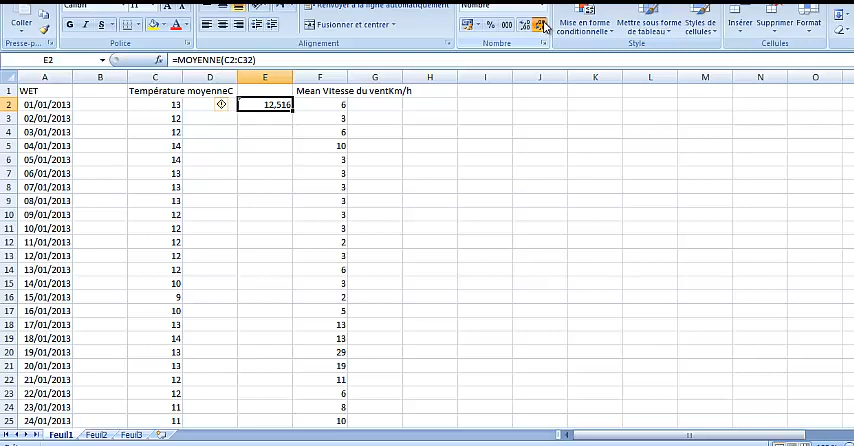 Renvoyer à la ligne automatiquement Nombre
Coller G I S A Fusionner et centrer % 000 Mise en forme conditionnelle Mettre sous forme de tableau Styles de cellules Insérer Supprimer Format
Presse-p... Police Alignement Nombre Style Cellules
E2 =MOYENNE(C2:C32)
A B C D E F G H I J K L M N O
1 WET Température moyenneC Mean Vitesse du ventKm/h
2 01/01/2013 13 12,516 6
3 02/01/2013 12 3
4 03/01/2013 12 6
5 04/01/2013 14 10
6 05/01/2013 14 3
7 06/01/2013 13 3
8 07/01/2013 13 3
9 08/01/2013 13 3
10 09/01/2013 12 3
11 10/01/2013 12 3
12 11/01/2013 12 2
13 12/01/2013 12 3
14 13/01/2013 12 6
15 14/01/2013 10 3
16 15/01/2013 9 2
17 16/01/2013 10 5
18 17/01/2013 13 13
19 18/01/2013 14 13
20 19/01/2013 13 29
21 20/01/2013 13 19
22 21/01/2013 12 11
23 22/01/2013 12 6
24 23/01/2013 11 8
25 24/01/2013 11 10
Feuil1 Feuil2 Feuil3